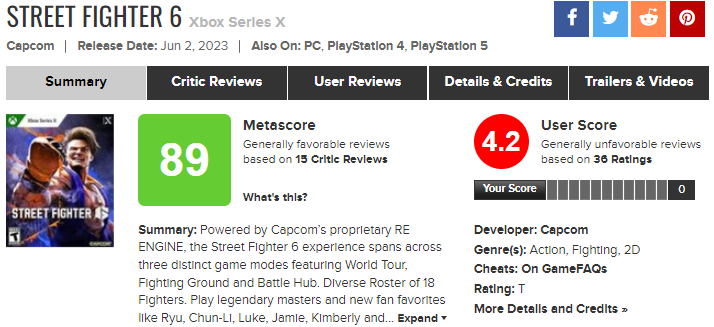 STREET FIGHTER 6 Xbox Series X
Capcom | Release Date: Jun 2, 2023 | Also On: PC, PlayStation 4, PlayStation 5
Summary Critic Reviews User Reviews Details & Credits Trailers & Videos
XBOX SERIES X
STREET FIGHTER 6
T
CAPCOM
89
Metascore
Generally favorable reviews
based on 15 Critic Reviews
What's this?
4.2
User Score
Generally unfavorable reviews
based on 36 Ratings
Your Score 0
Summary: Powered by Capcom's proprietary RE
ENGINE, the Street Fighter 6 experience spans across
three distinct game modes featuring World Tour,
Fighting Ground and Battle Hub. Diverse Roster of 18
Fighters. Play legendary masters and new fan favorites
like Ryu, Chun-Li, Luke, Jamie, Kimberly and... Expand
Developer: Capcom
Genre(s): Action, Fighting, 2D
Cheats: On GameFAQs
Rating: T
More Details and Credits »